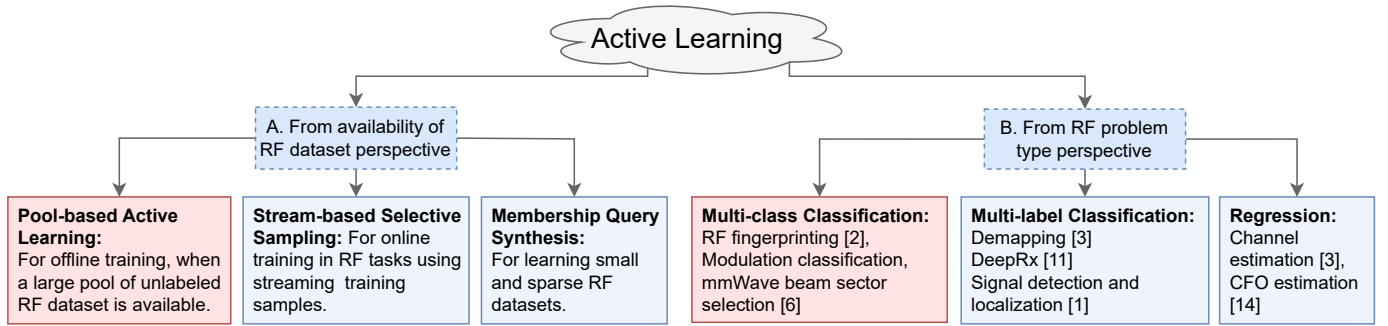 Active Learning
A. From availability of
RF dataset perspective
B. From RF problem
type perspective
Pool-based Active
Learning:
For offline training, when
a large pool of unlabeled
RF dataset is available.
Stream-based Selective
Sampling: For online
training in RF tasks using
streaming training
samples.
Membership Query
Synthesis:
For learning small
and sparse RF
datasets.
Multi-class Classification:
RF fingerprinting [2],
Modulation classification,
mmWave beam sector
selection [6]
Multi-label Classification:
Demapping [3]
DeepRx [11]
Signal detection and
localization [1]
Regression:
Channel
estimation [3],
CFO estimation
[14]